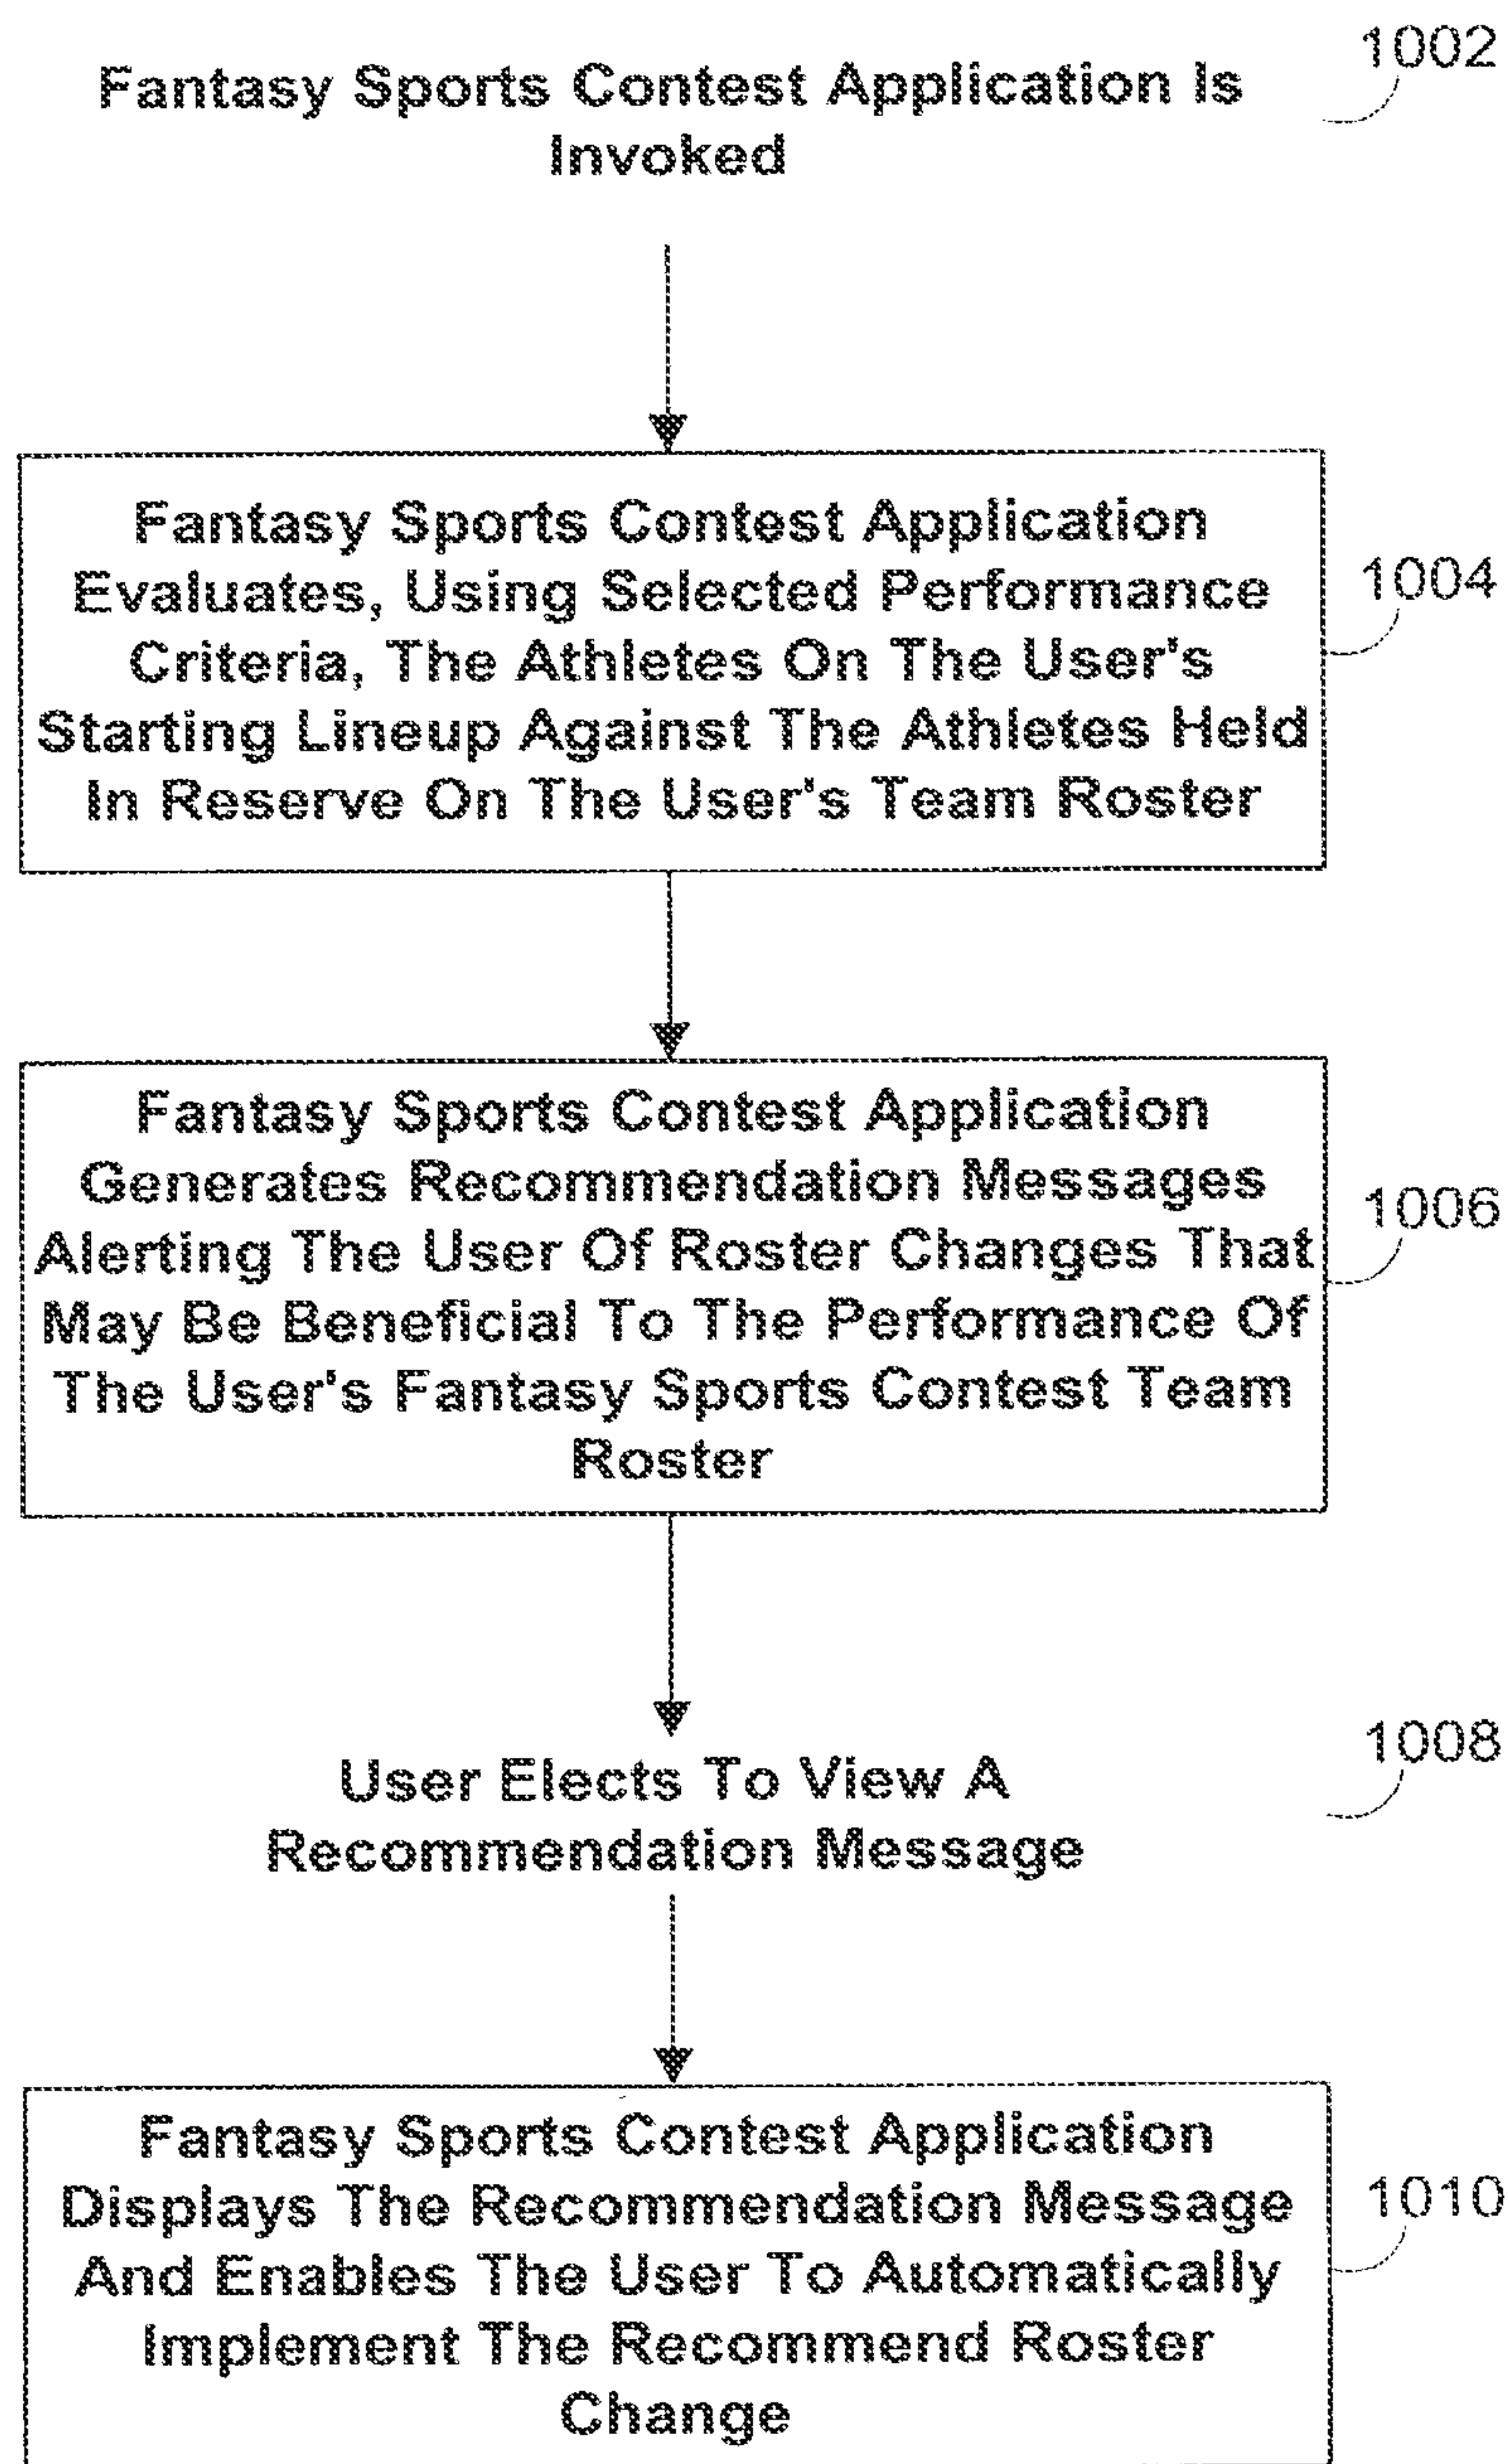 1002
Fantasy Sports Contest Application Is
Invoked
Fantasy Sports Contest Application
Evaluates, Using Selected Performance
Criteria, The Athletes On The User's
Starting Lineup Against The Athletes Held
In Reserve On The User's Team Roster
1004
Fantasy Sports Contest Application
Generates Recommendation Messages
Alerting The User Of Roster Changes That
May Be Beneficial To The Performance Of
The User's Fantasy Sports Contest Team
Roster
1006
User Elects To View A
Recommendation Message
1008
Fantasy Sports Contest Application
Displays The Recommendation Message
And Enables The User To Automatically
Implement The Recommend Roster
Change
1010